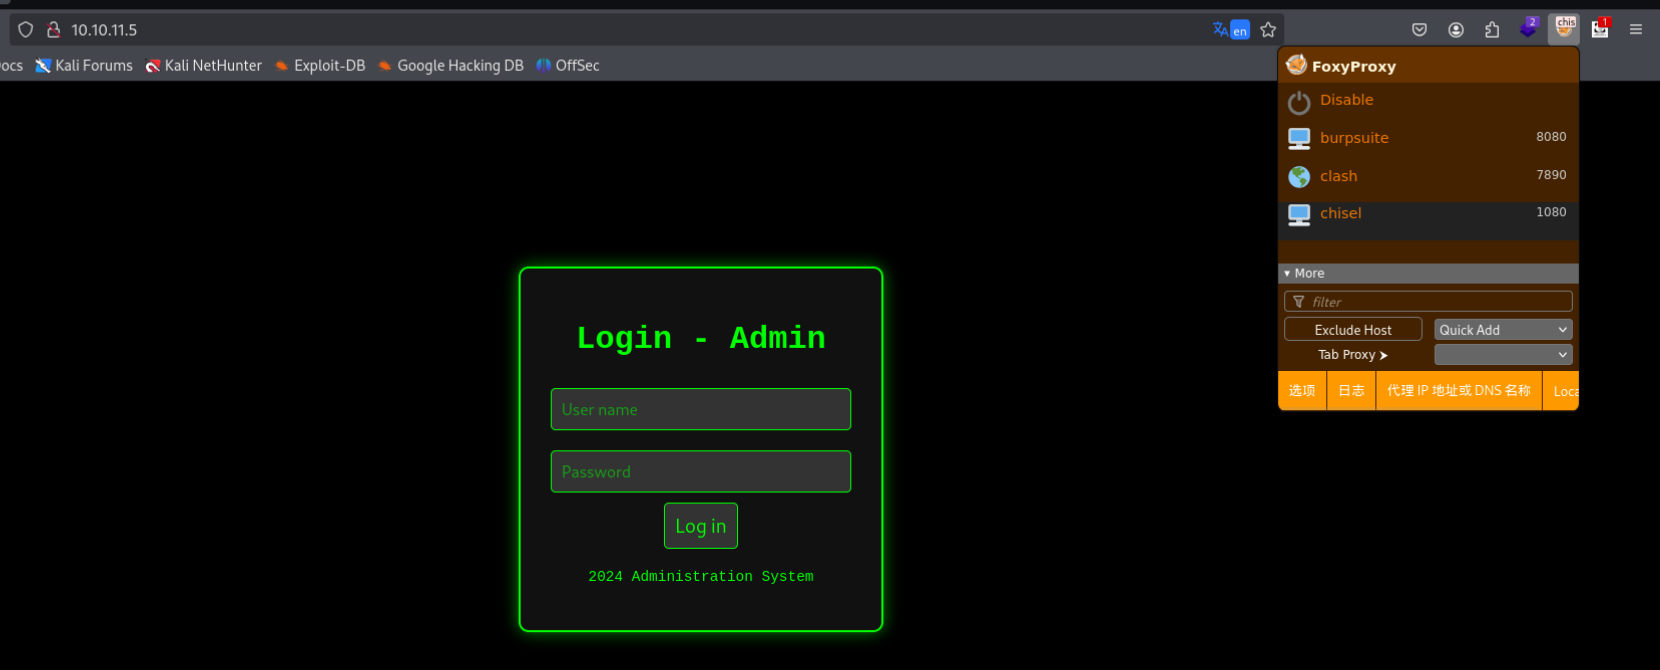 10.10.11.5
en
2
chis
1
ocs
Kali Forums
Kali NetHunter
Exploit-DB
Google Hacking DB
OffSec
FoxyProxy
Disable
burpsuite 8080
clash 7890
chisel 1080
▾ More
filter
Exclude Host
Quick Add
Tab Proxy ➤
选项
日志
代理 IP 地址或 DNS 名称
Loca
Login - Admin
User name
Password
Log in
2024 Administration System